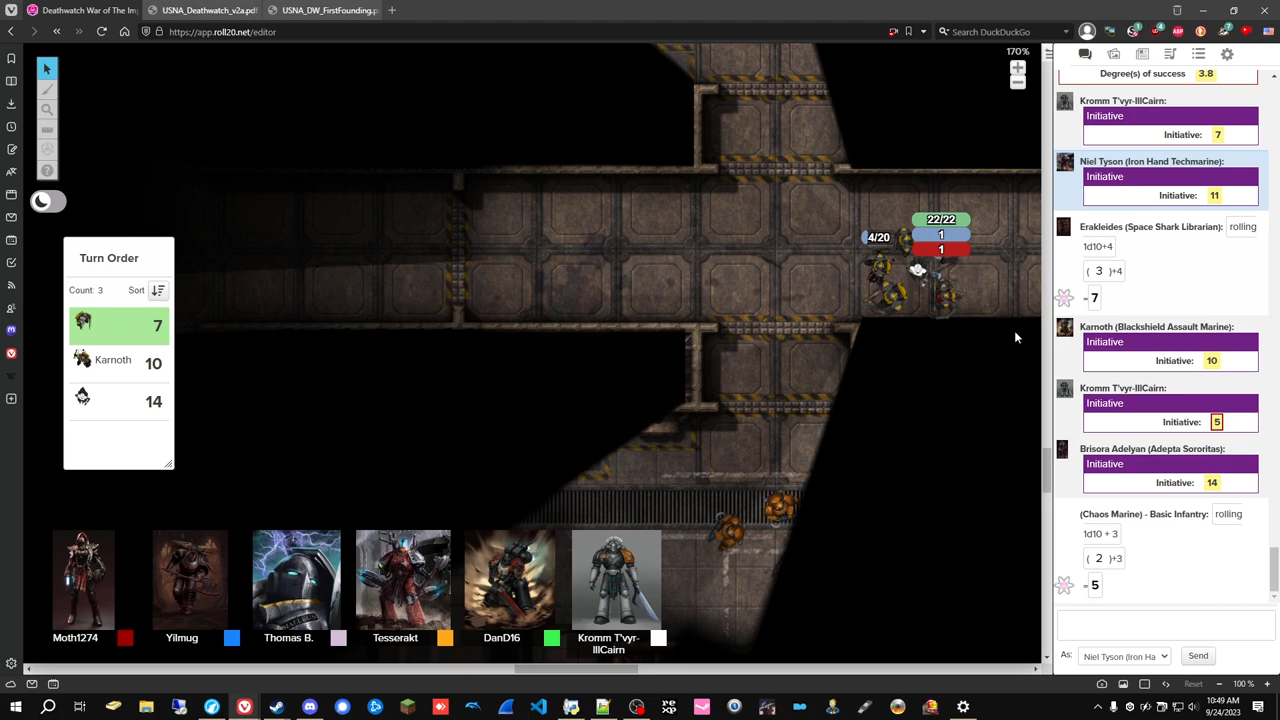 Deathwatch War of The Imp
USNA_Deathwatch_v2a.pdf
USNA_DW_FirstFounding.p
https://app.roll20.net/editor
Search DuckDuckGo
170%
Turn Order
Count: 3
Sort
7
Karnoth
10
14
22/22
4/20
1
1
Moth1274
Yilmug
Thomas B.
Tesserakt
DanD16
Kromm T'vyr-
IllCairn
Degree(s) of success 3.8
Kromm T'vyr-IllCairn:
Initiative
Initiative: 7
Niel Tyson (Iron Hand Techmarine):
Initiative
Initiative: 11
Erakleides (Space Shark Librarian): rolling
1d10+4
( 3 )+4
= 7
Karnoth (Blackshield Assault Marine):
Initiative
Initiative: 10
Kromm T'vyr-IllCairn:
Initiative
Initiative: 5
Brisora Adelyan (Adepta Sororitas):
Initiative
Initiative: 14
(Chaos Marine) - Basic Infantry: rolling
1d10 + 3
( 2 )+3
= 5
As:
Niel Tyson (Iron Ha
Send
Reset
100 %
10:49 AM
9/24/2023